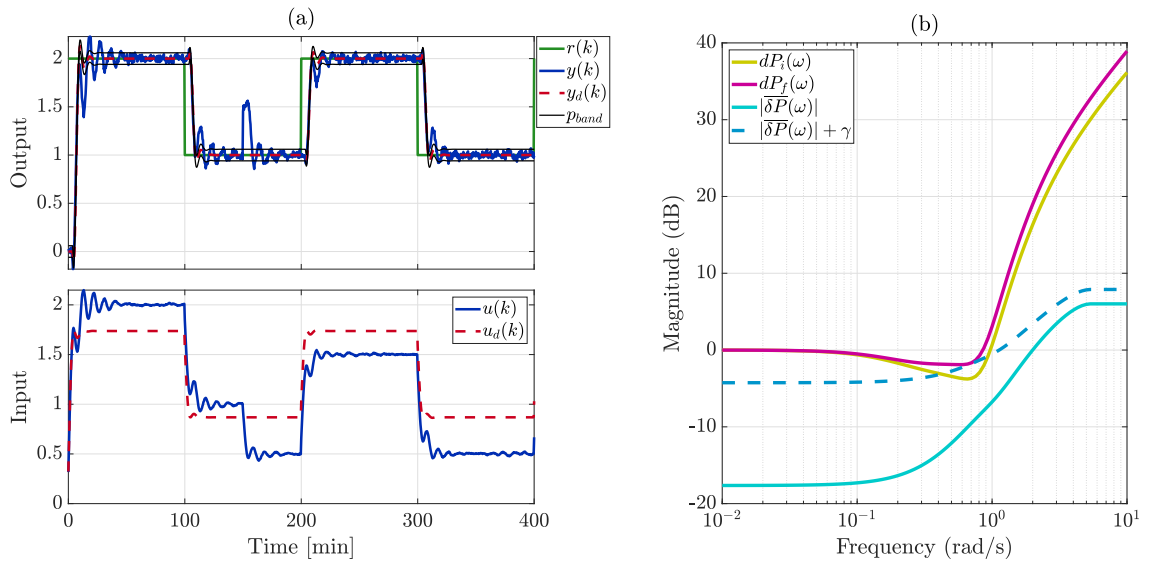 (a)
Output
2
1.5
1
0.5
0
r(k)
y(k)
y_d(k)
p_band
Input
2
1.5
1
0.5
u(k)
u_d(k)
0
100
200
300
400
Time [min]
(b)
Magnitude (dB)
40
30
20
10
0
-10
-20
dP_i(ω)
dP_f(ω)
|δP̅(ω)|
|δP̅(ω)| + γ
10^-2
10^-1
10^0
10^1
Frequency (rad/s)